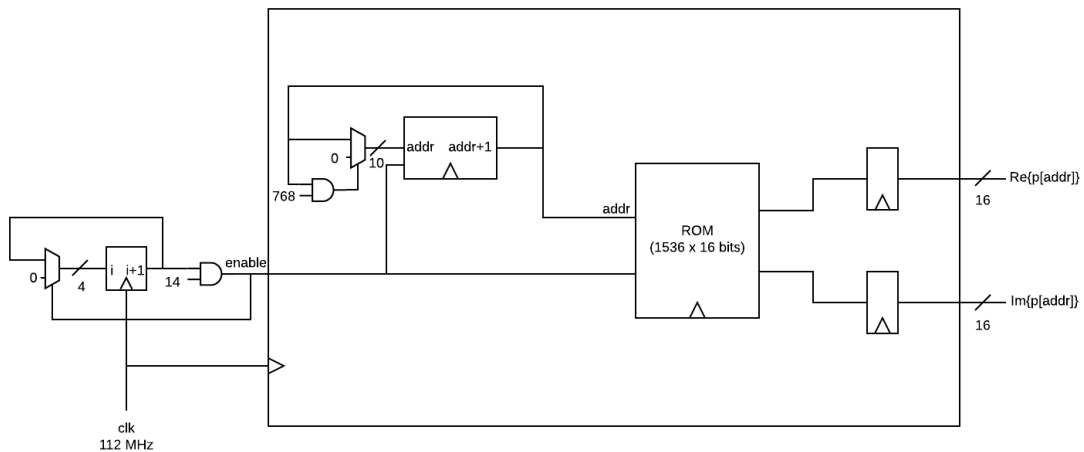 0
10
addr addr+1
768
addr
ROM
(1536 x 16 bits)
Re{p[addr]}
16
Im{p[addr]}
16
0
4
i i+1
14
enable
clk
112 MHz